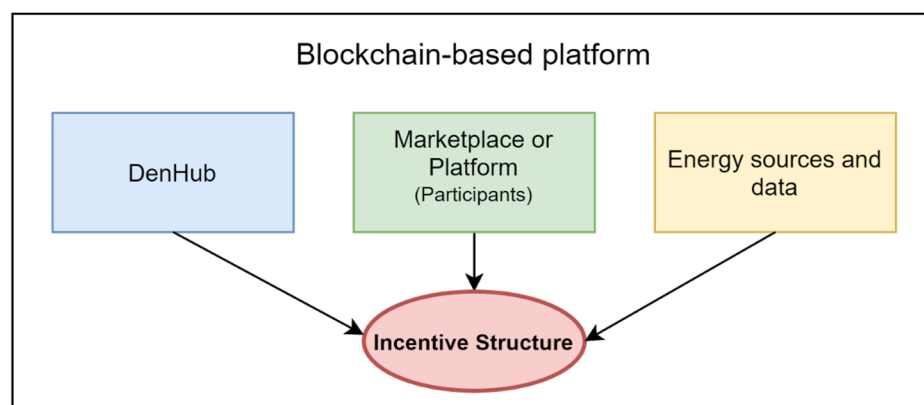 Blockchain-based platform
DenHub
Marketplace or
Platform
(Participants)
Energy sources and
data
Incentive Structure